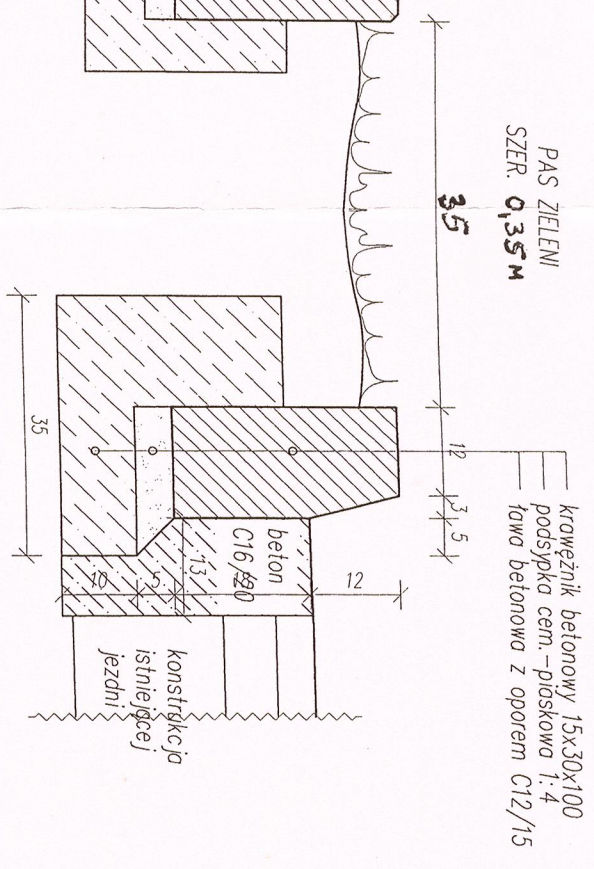 PAS ZIELENI
SZER. 0,35 M
35
krawężnik betonowy 15x30x100
podsypka cem.-piaskowa 1:4
ława betonowa z oporem C12/15
12
3
5
12
beton
C16/20
13
5
10
35
konstrukcja
istniejącej
jezdni